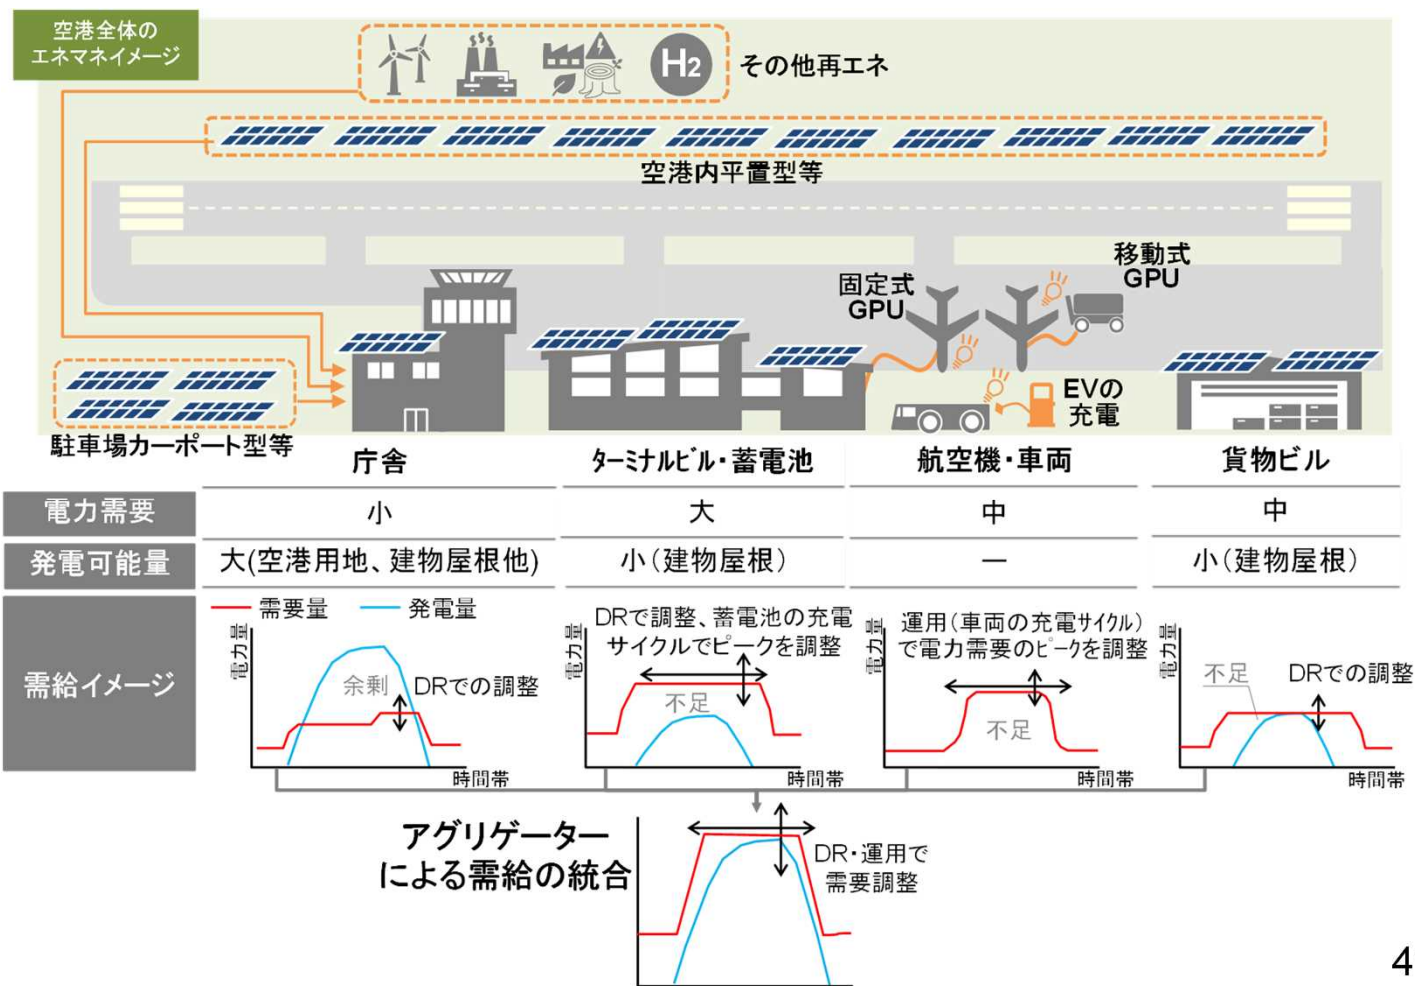 空港全体の
エネマネイメージ
H2
その他再エネ
空港内平置型等
固定式
GPU
移動式
GPU
EVの
充電
駐車場カーポート型等
庁舎
ﾀｰﾐﾅﾙﾋﾞﾙ・蓄電池
航空機・車両
貨物ビル
電力需要
小
大
中
中
発電可能量
大(空港用地、建物屋根他)
小（建物屋根）
―
小（建物屋根）
需給イメージ
需要量
発電量
電力量
余剰
DRでの調整
時間帯
DRで調整、蓄電池の充電
サイクルでピークを調整
電力量
不足
時間帯
運用（車両の充電ｻｲｸﾙ）
で電力需要のﾋﾟｰｸを調整
電力量
不足
時間帯
電力量
不足
DRでの調整
時間帯
アグリゲーター
による需給の統合
DR・運用で
需要調整
4